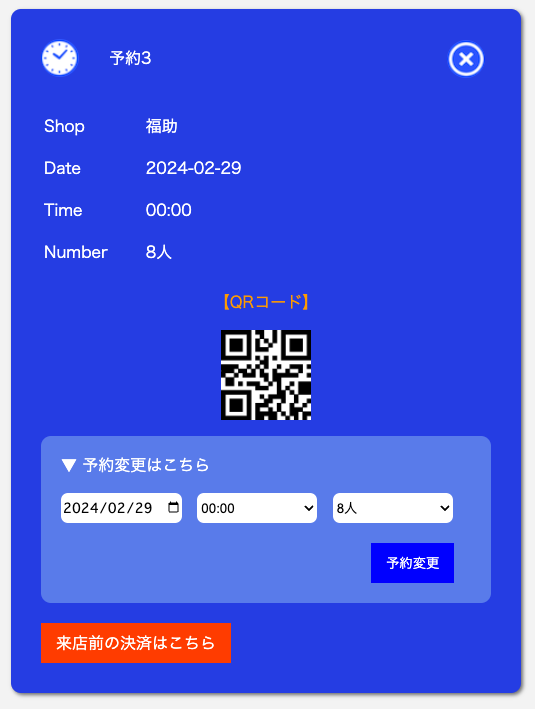 予約3
Shop 福助
Date 2024-02-29
Time 00:00
Number 8人
【QRコード】
▼ 予約変更はこちら
2024/02/29 00:00 8人
予約変更
来店前の決済はこちら